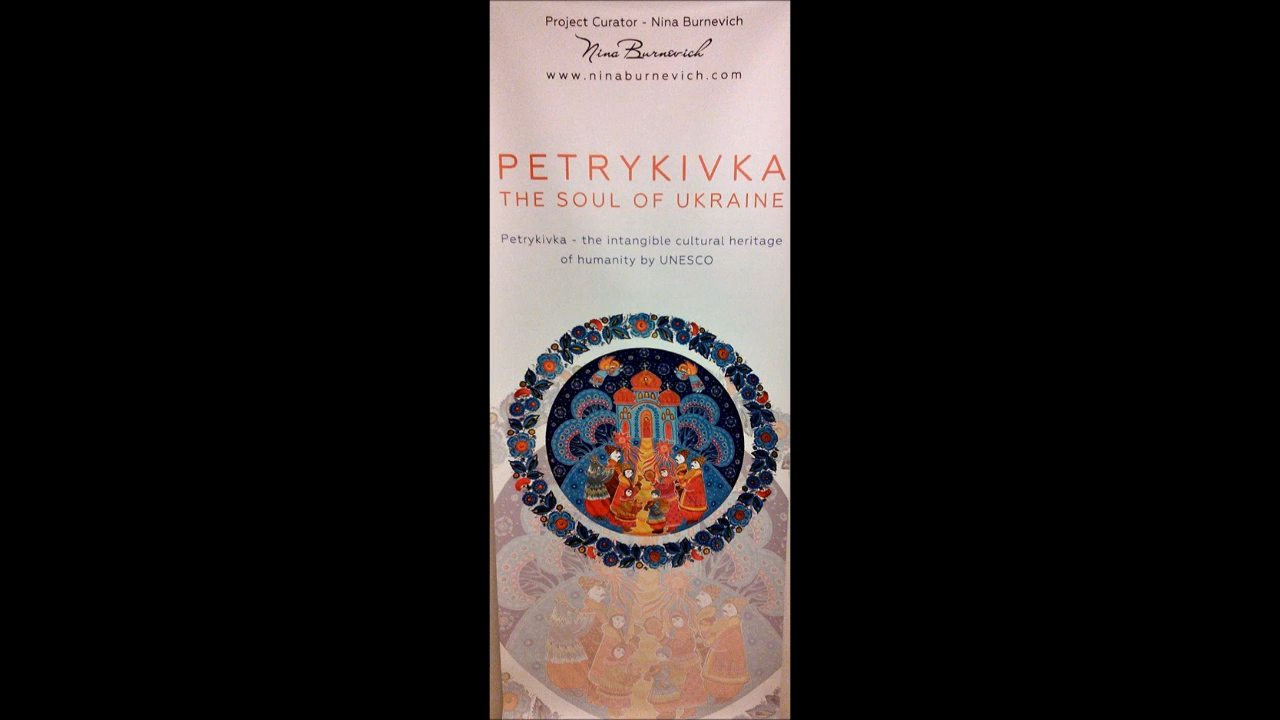 Project Curator - Nina Burnevich
Nina Burnevich
www.ninaburnevich.com
PETRYKIVKA
THE SOUL OF UKRAINE
Petrykivka - the intangible cultural heritage
of humanity by UNESCO